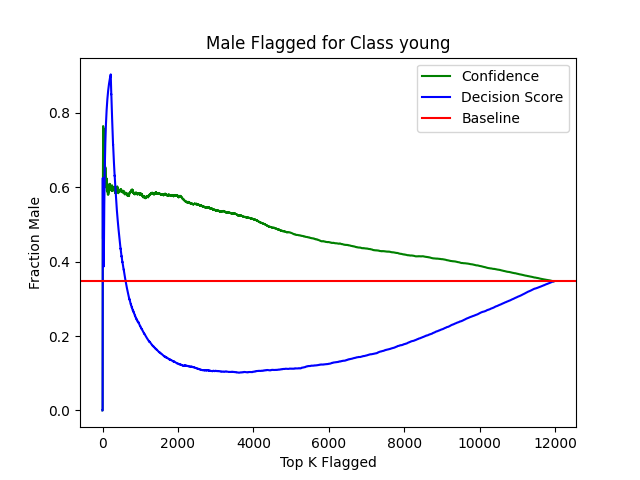 Male Flagged for Class young
Confidence
Decision Score
Baseline
Fraction Male
0.8
0.6
0.4
0.2
0.0
0
2000
4000
6000
8000
10000
12000
Top K Flagged